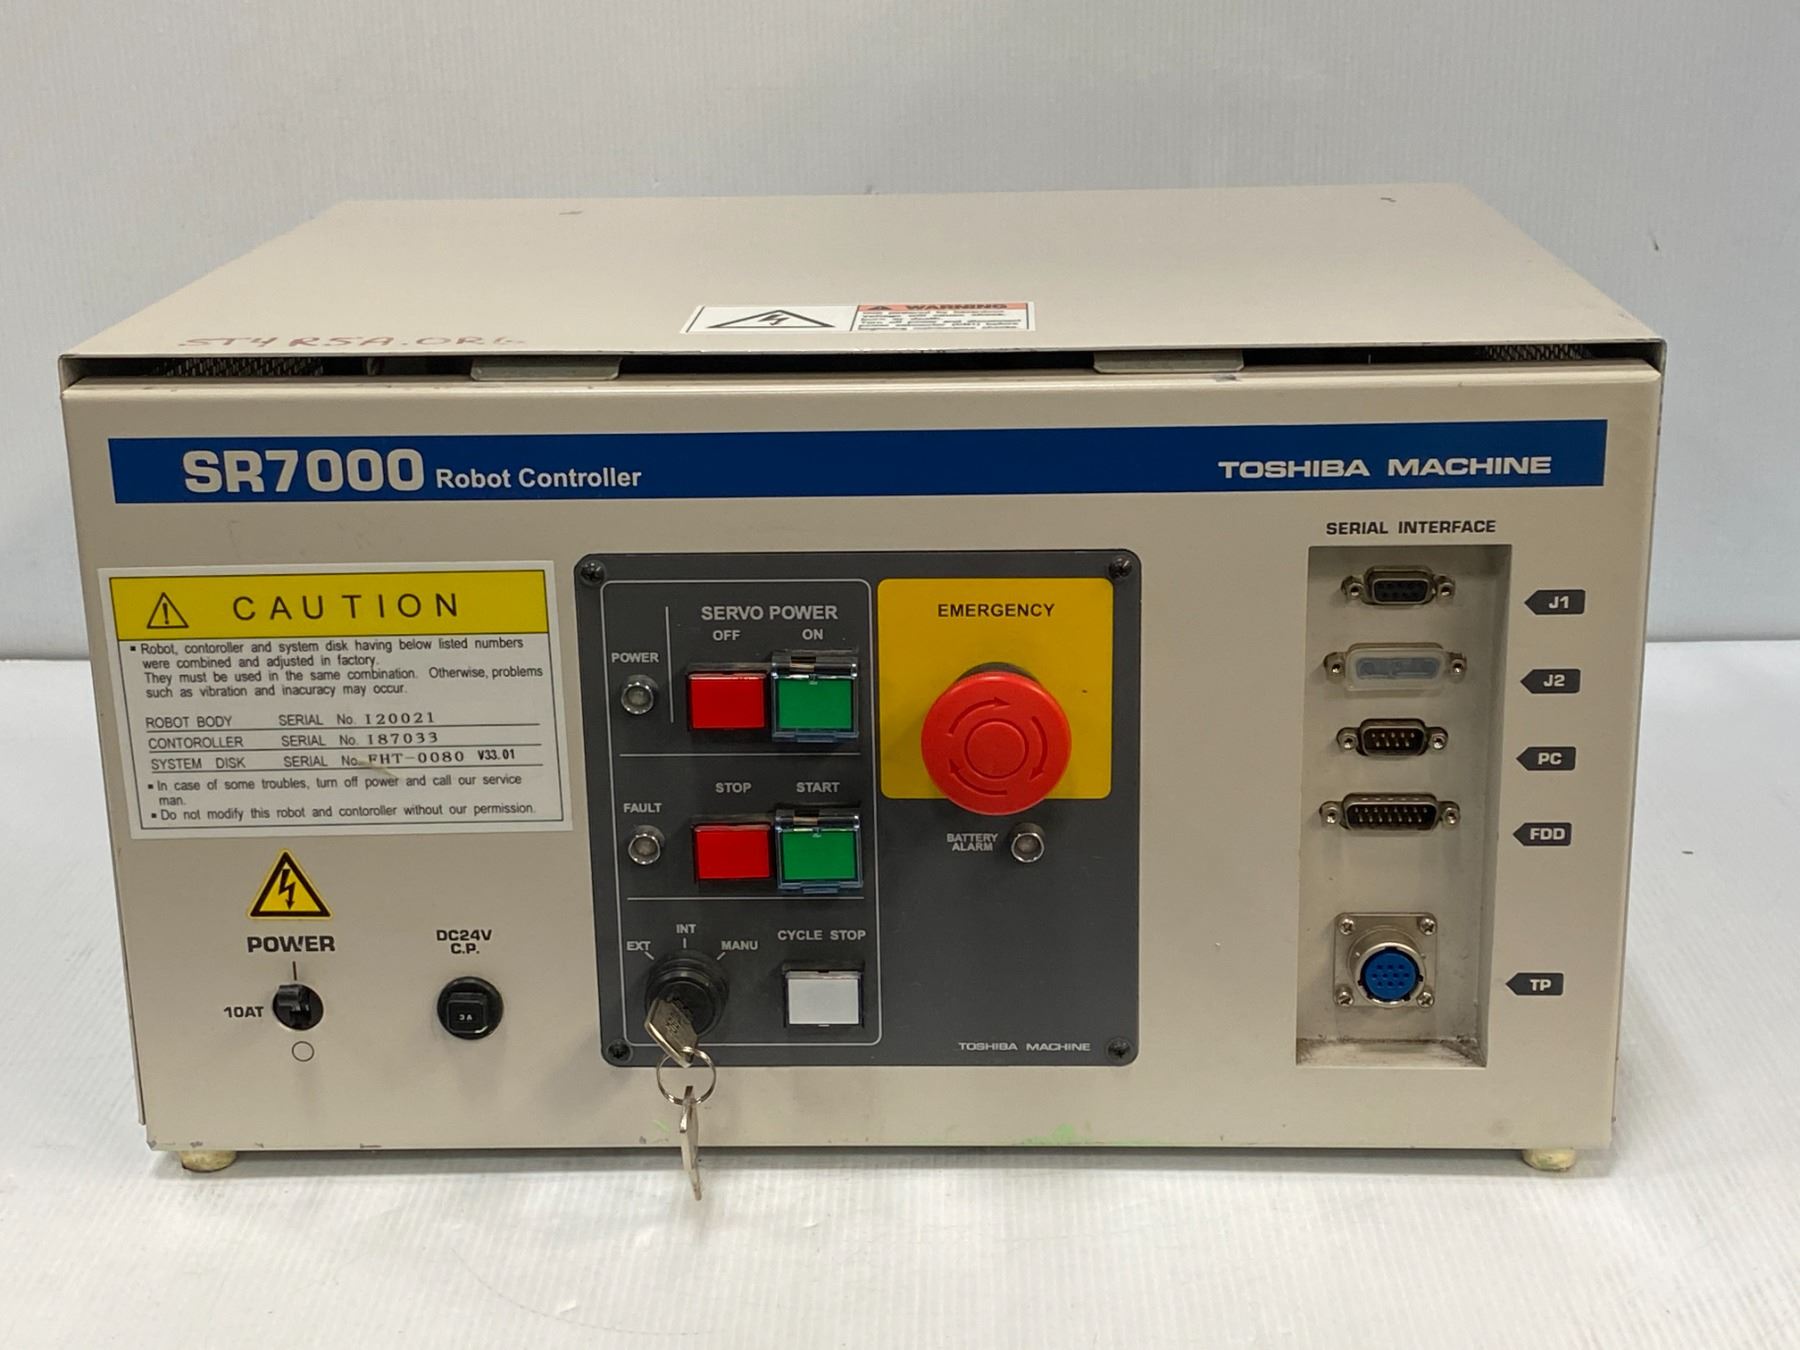 WARNING
STYRSA.ORG
SR7000 Robot Controller
TOSHIBA MACHINE
SERIAL INTERFACE
J1
J2
PC
FDD
TP
CAUTION
Robot, contoroller and system disk having below listed numbers
were combined and adjusted in factory.
They must be used in the same combination. Otherwise, problems
such as vibration and inacuracy may occur.
ROBOT BODY SERIAL No. I20021
CONTOROLLER SERIAL No. I87033
SYSTEM DISK SERIAL No. FHT-0080 V33.01
In case of some troubles, turn off power and call our service
man.
Do not modify this robot and contoroller without our permission.
POWER
10AT
DC24V
C.P.
3A
SERVO POWER
OFF ON
POWER
STOP START
FAULT
EXT INT MANU
CYCLE STOP
EMERGENCY
BATTERY
ALARM
TOSHIBA MACHINE